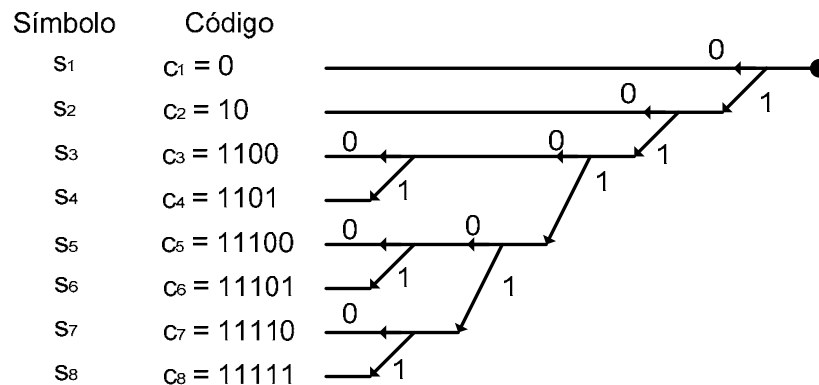 Símbolo Código
s1 c1 = 0 0
s2 c2 = 10 0 1
s3 c3 = 1100 0 0 1
s4 c4 = 1101 1 1
s5 c5 = 11100 0 0
s6 c6 = 11101 1 1
s7 c7 = 11110 0
s8 c8 = 11111 1